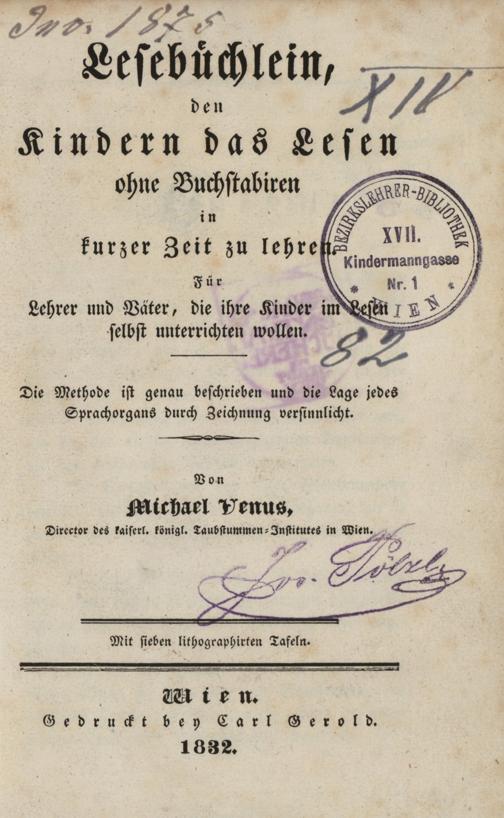 Inv. 1875
Lesebüchlein,
XIV
den
Kindern das Lesen
ohne Buchstabiren
in
kurzer Zeit zu lehren.
BEZIRKSLEHRER-BIBLIOTHEK
XVII.
Kindermanngasse
Nr. 1
* WIEN *
Für
Lehrer und Väter, die ihre Kinder im Lesen
selbst unterrichten wollen.
82
Die Methode ist genau beschrieben und die Lage jedes
Sprachorgans durch Zeichnung versinnlicht.
Von
Michael Venus,
Director des kaiserl. königl. Taubstummen-Institutes in Wien.
Jos. Pölzl
Mit sieben lithographirten Tafeln.
Wien.
Gedruckt bey Carl Gerold.
1832.